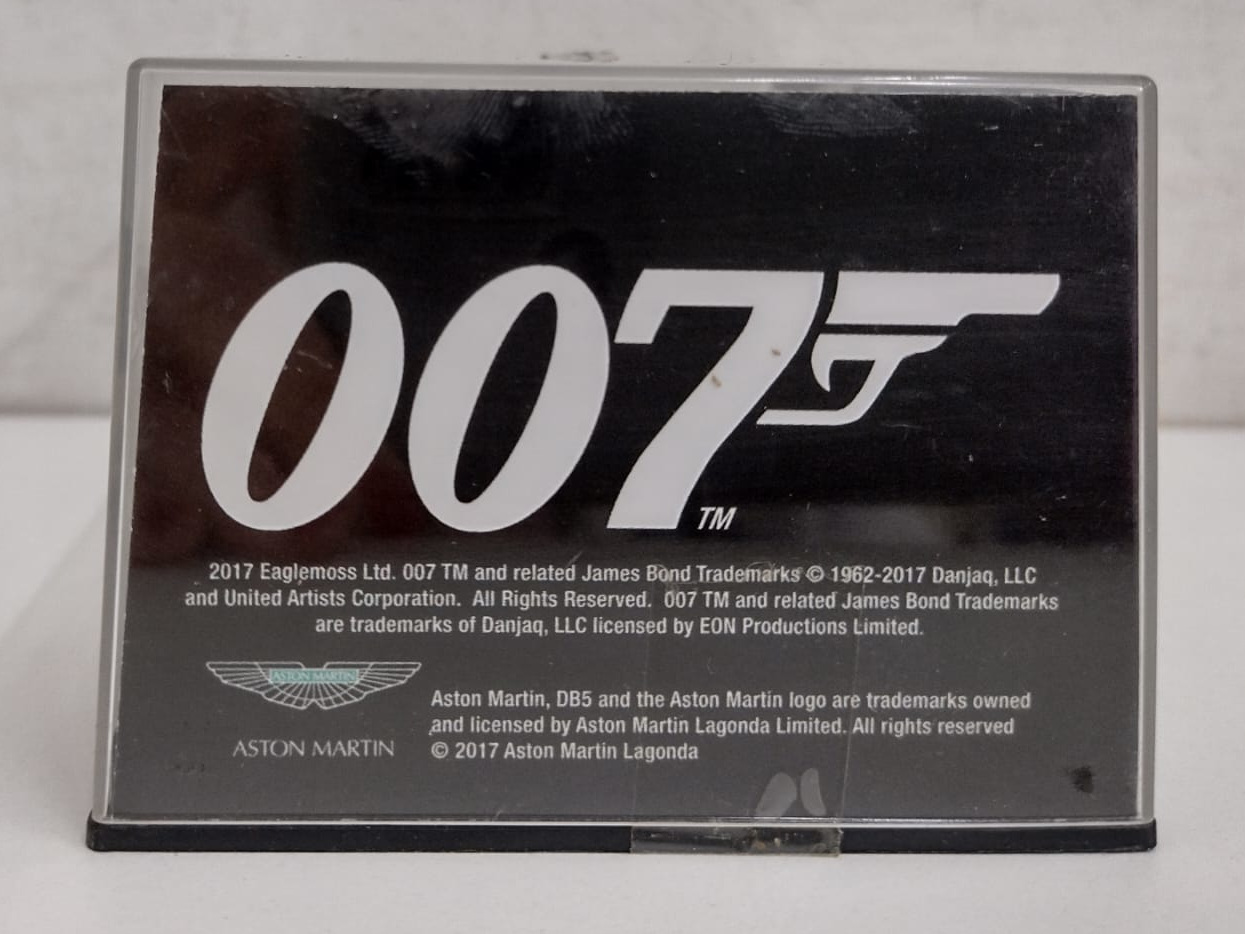 007
TM
2017 Eaglemoss Ltd. 007 TM and related James Bond Trademarks © 1962-2017 Danjaq, LLC
and United Artists Corporation. All Rights Reserved. 007 TM and related James Bond Trademarks
are trademarks of Danjaq, LLC licensed by EON Productions Limited.
ASTON MARTIN
ASTON MARTIN
Aston Martin, DB5 and the Aston Martin logo are trademarks owned
and licensed by Aston Martin Lagonda Limited. All rights reserved
© 2017 Aston Martin Lagonda